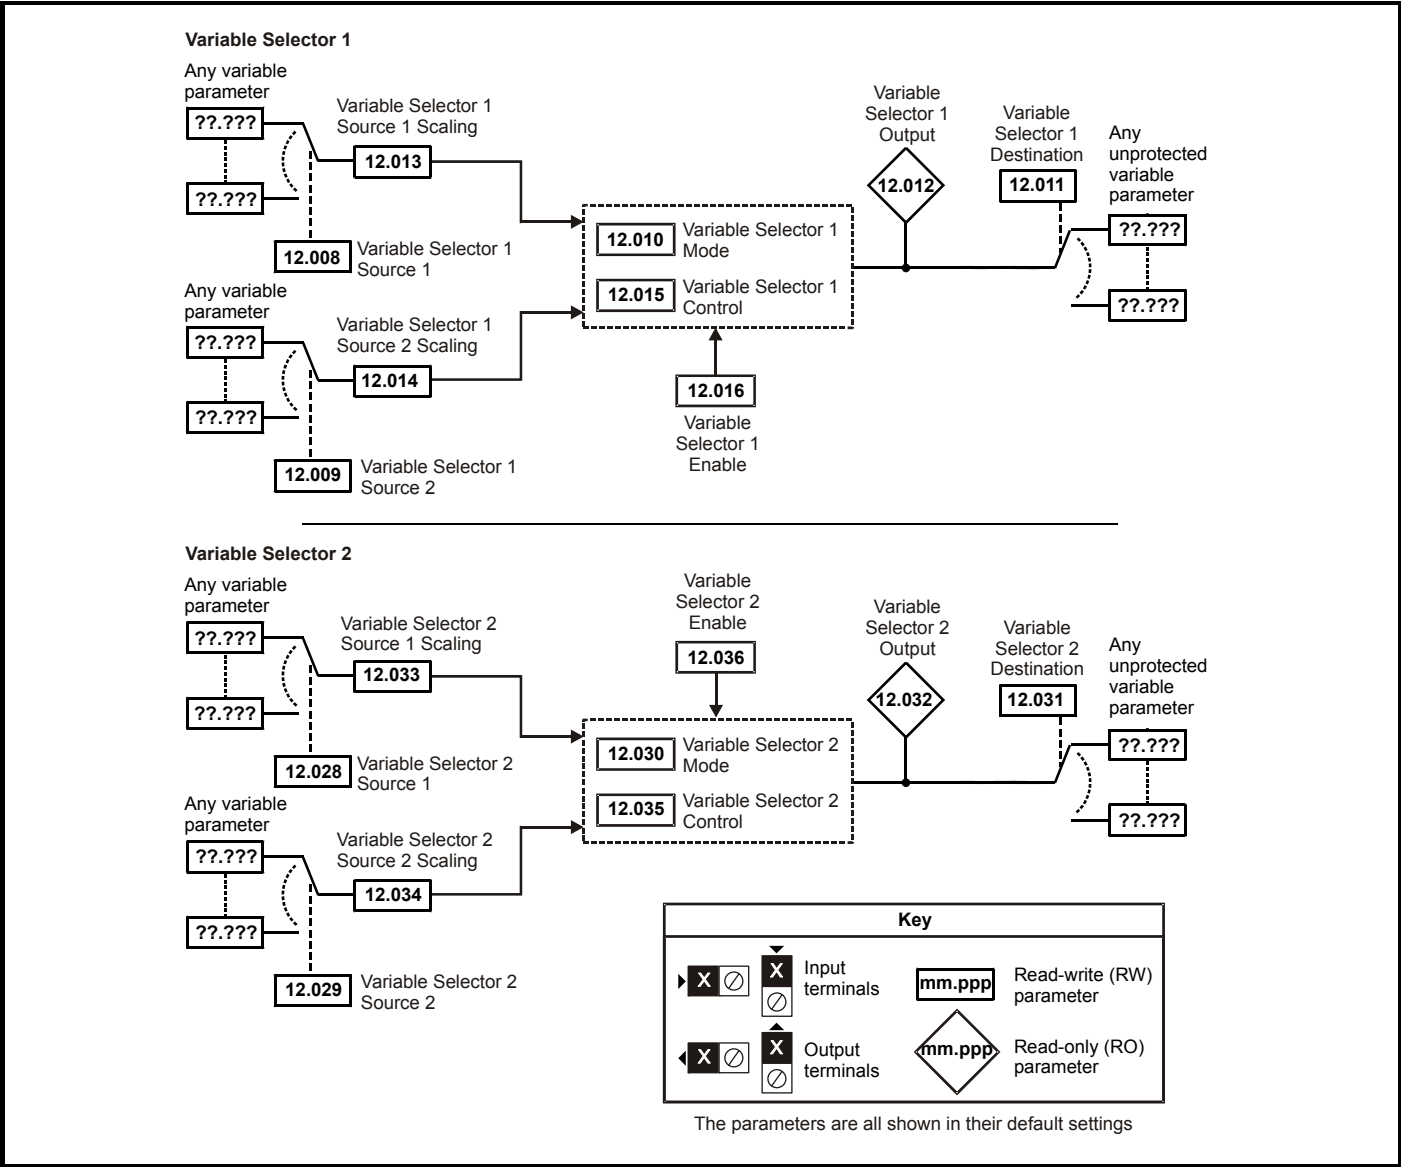 Variable Selector 1
Any variable
parameter
??.???
??.???
Variable Selector 1
Source 1 Scaling
12.013
12.008
Variable Selector 1
Source 1
Any variable
parameter
??.???
??.???
Variable Selector 1
Source 2 Scaling
12.014
12.009
Variable Selector 1
Source 2
12.010
Variable Selector 1
Mode
12.015
Variable Selector 1
Control
12.016
Variable
Selector 1
Enable
Variable
Selector 1
Output
12.012
Variable
Selector 1
Destination
12.011
Any
unprotected
variable
parameter
??.???
??.???
Variable Selector 2
Any variable
parameter
??.???
??.???
Variable Selector 2
Source 1 Scaling
12.033
12.028
Variable Selector 2
Source 1
Any variable
parameter
??.???
??.???
Variable Selector 2
Source 2 Scaling
12.034
12.029
Variable Selector 2
Source 2
Variable
Selector 2
Enable
12.036
12.030
Variable Selector 2
Mode
12.035
Variable Selector 2
Control
Variable
Selector 2
Output
12.032
Variable
Selector 2
Destination
12.031
Any
unprotected
variable
parameter
??.???
??.???
Key
X
X
Input
terminals
mm.ppp
Read-write (RW)
parameter
X
X
Output
terminals
mm.ppp
Read-only (RO)
parameter
The parameters are all shown in their default settings